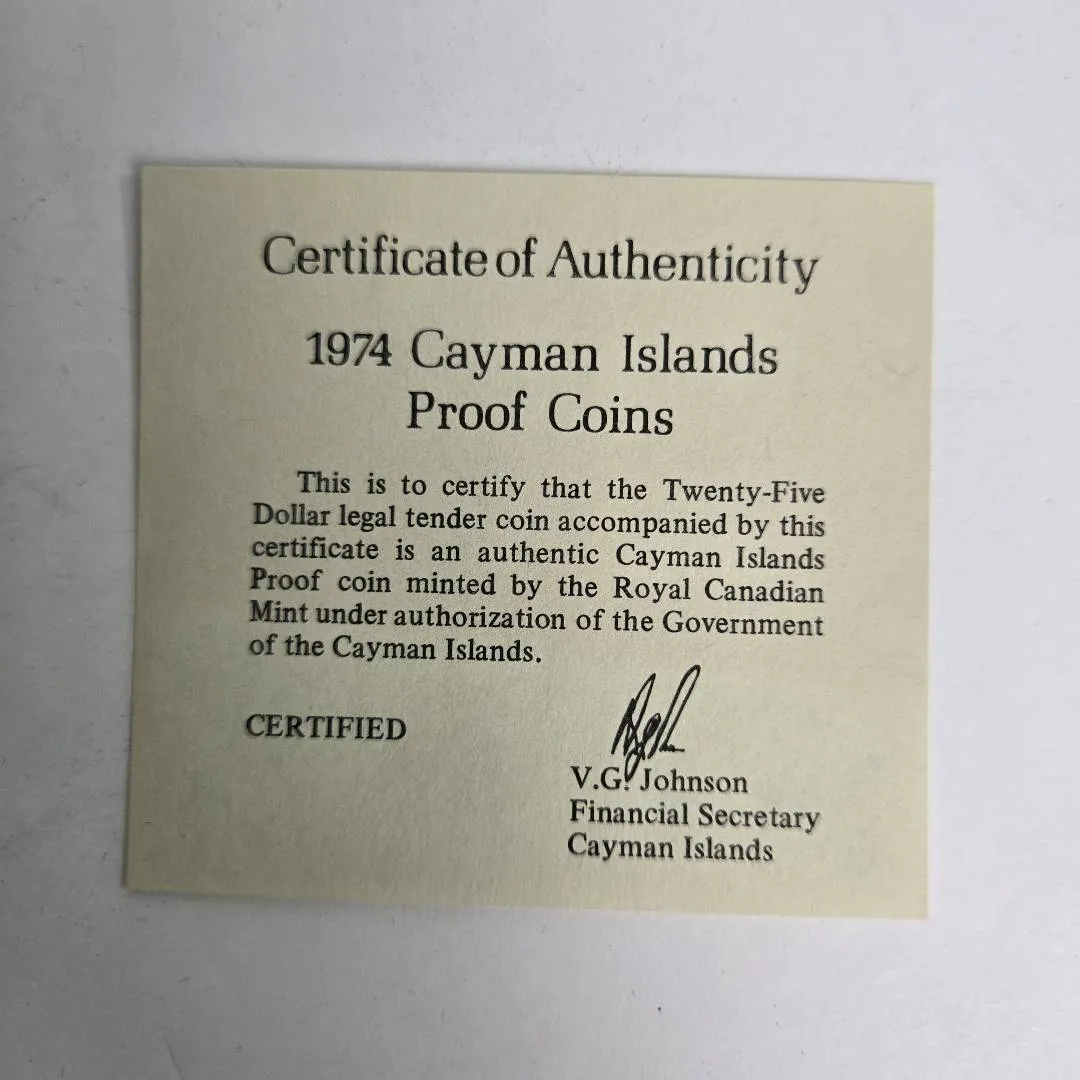 Certificate of Authenticity
1974 Cayman Islands
Proof Coins
This is to certify that the Twenty-Five
Dollar legal tender coin accompanied by this
certificate is an authentic Cayman Islands
Proof coin minted by the Royal Canadian
Mint under authorization of the Government
of the Cayman Islands.
CERTIFIED
V.G. Johnson
Financial Secretary
Cayman Islands